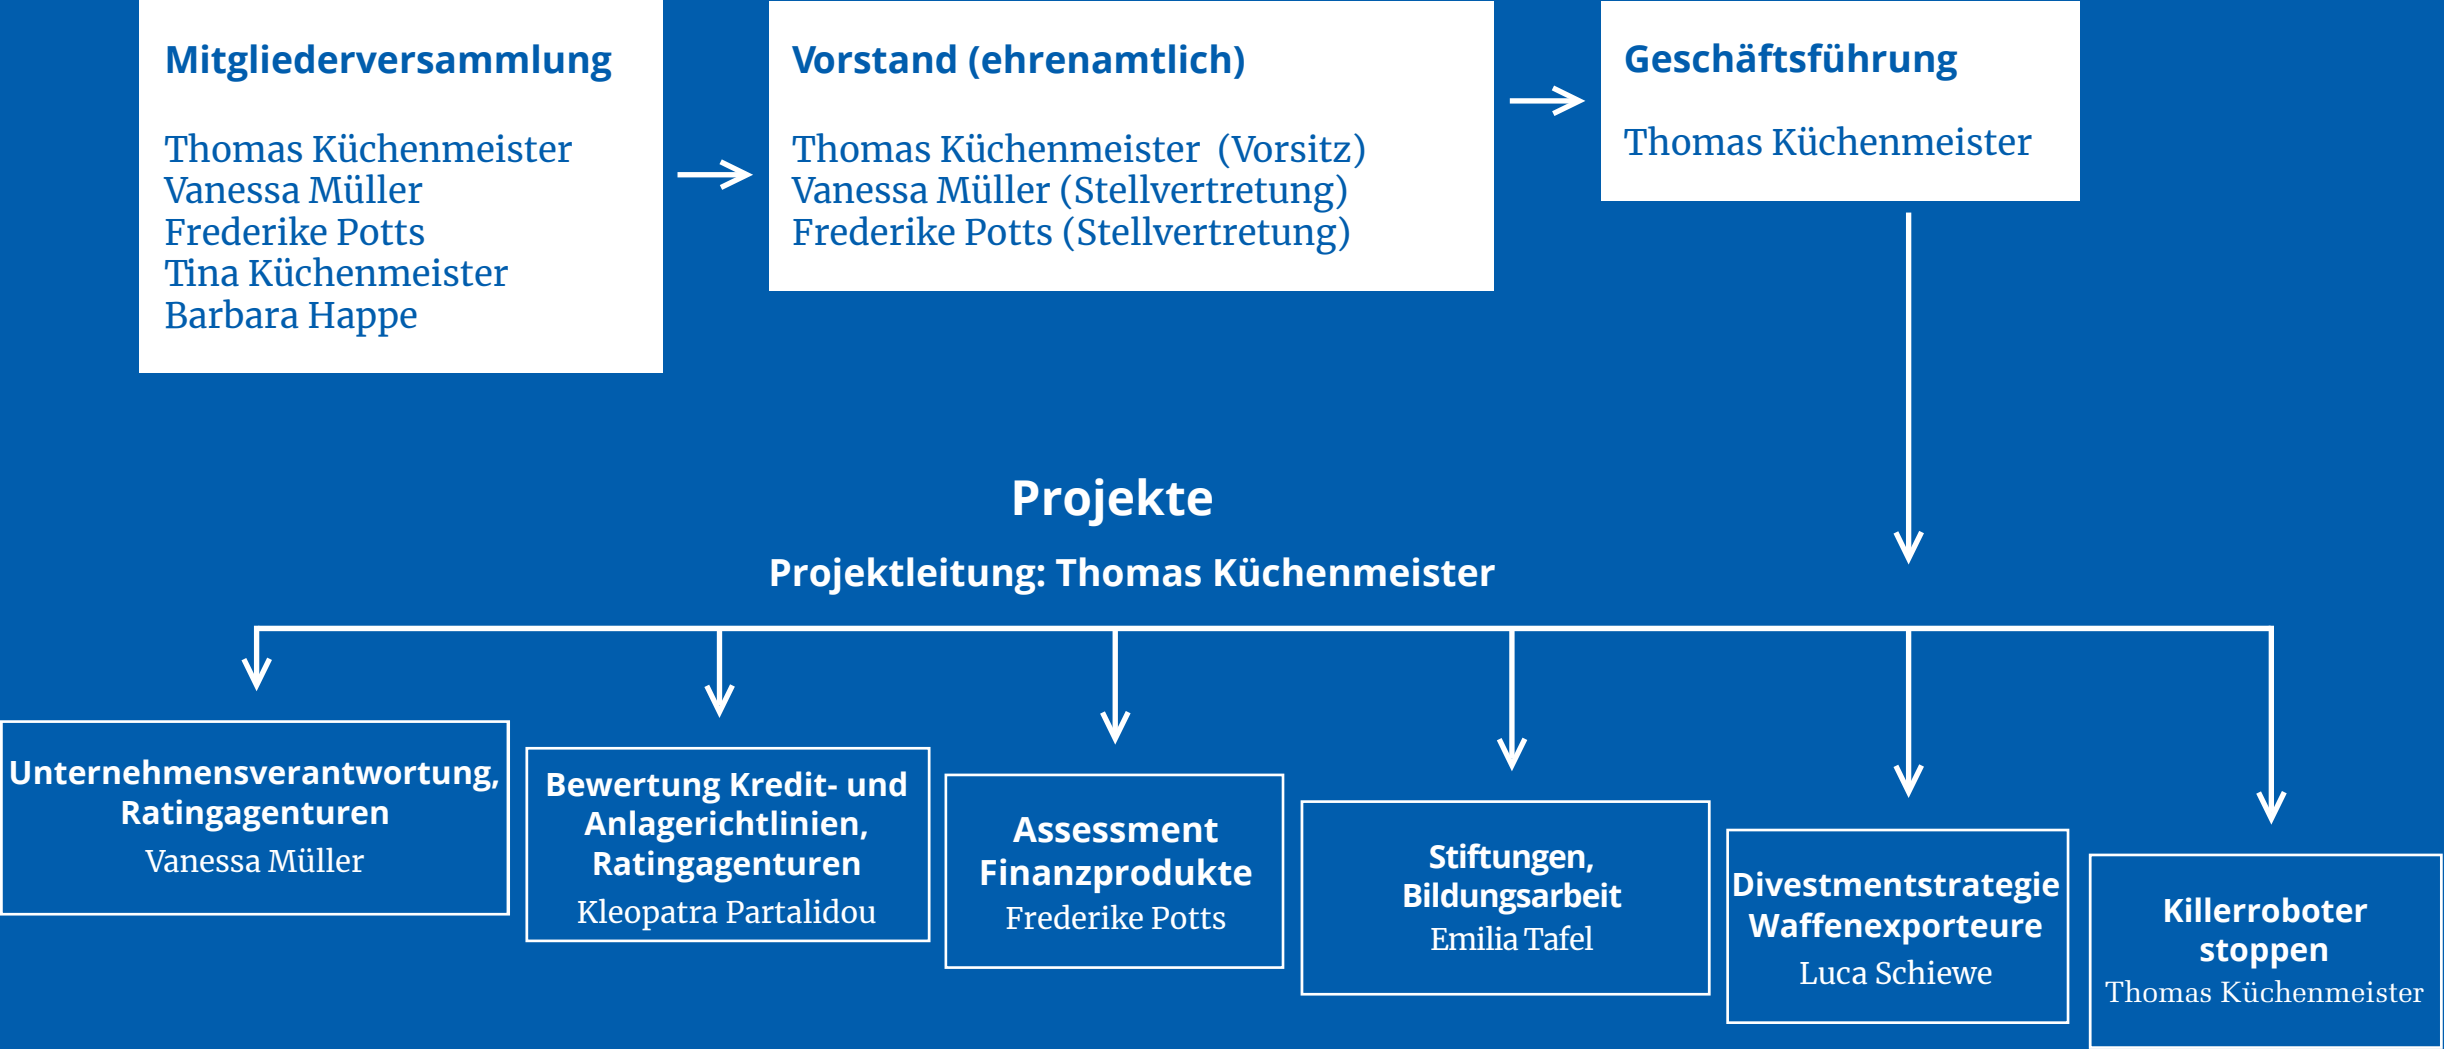 Mitgliederversammlung
Thomas Küchenmeister
Vanessa Müller
Frederike Potts
Tina Küchenmeister
Barbara Happe
Vorstand (ehrenamtlich)
Thomas Küchenmeister (Vorsitz)
Vanessa Müller (Stellvertretung)
Frederike Potts (Stellvertretung)
Geschäftsführung
Thomas Küchenmeister
Projekte
Projektleitung: Thomas Küchenmeister
Unternehmensverantwortung,
Ratingagenturen
Vanessa Müller
Bewertung Kredit- und
Anlagerichtlinien,
Ratingagenturen
Kleopatra Partalidou
Assessment
Finanzprodukte
Frederike Potts
Stiftungen,
Bildungsarbeit
Emilia Tafel
Divestmentstrategie
Waffenexporteure
Luca Schiewe
Killerroboter
stoppen
Thomas Küchenmeister